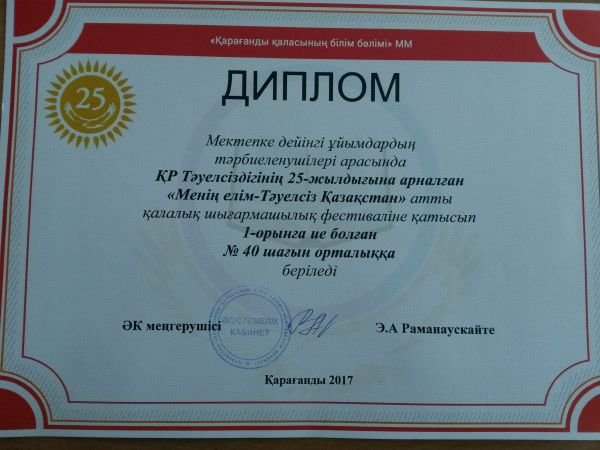 «Қарағанды қаласының білім бөлімі» ММ
25
ДИПЛОМ
Мектепке дейінгі ұйымдардың
тәрбиеленушілері арасында
ҚР Тәуелсіздігінің 25-жылдығына арналған
«Менің елім-Тәуелсіз Қазақстан» атты
қалалық шығармашылық фестиваліне қатысып
1-орынға ие болған
№ 40 шағын орталыққа
беріледі
ӘК меңгерушісі
ӘДІСТЕМЕЛІК
КАБИНЕТ
Э.А Раманаускайте
Қарағанды 2017